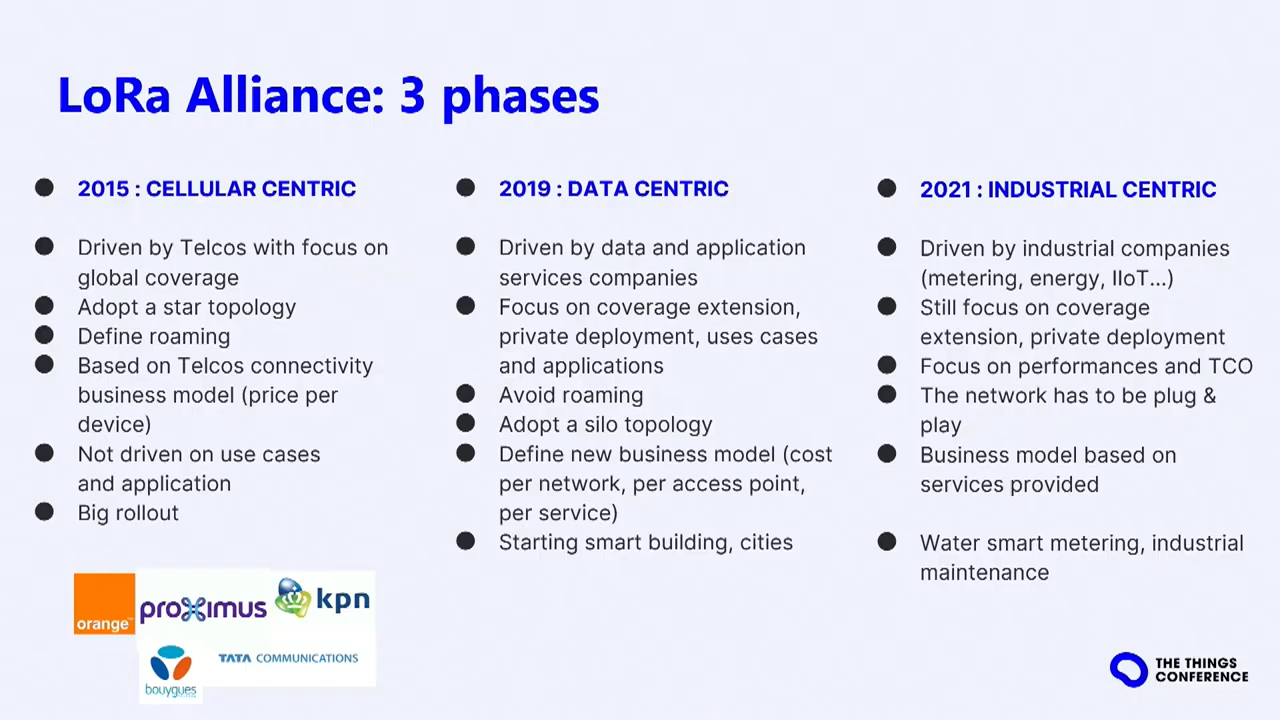 LoRa Alliance: 3 phases
2015 : CELLULAR CENTRIC
Driven by Telcos with focus on
global coverage
Adopt a star topology
Define roaming
Based on Telcos connectivity
business model (price per
device)
Not driven on use cases
and application
Big rollout
orange™
proximus
kpn
bouygues
TATA COMMUNICATIONS
2019 : DATA CENTRIC
Driven by data and application
services companies
Focus on coverage extension,
private deployment, uses cases
and applications
Avoid roaming
Adopt a silo topology
Define new business model (cost
per network, per access point,
per service)
Starting smart building, cities
2021 : INDUSTRIAL CENTRIC
Driven by industrial companies
(metering, energy, IIoT...)
Still focus on coverage
extension, private deployment
Focus on performances and TCO
The network has to be plug &
play
Business model based on
services provided
Water smart metering, industrial
maintenance
THE THINGS
CONFERENCE